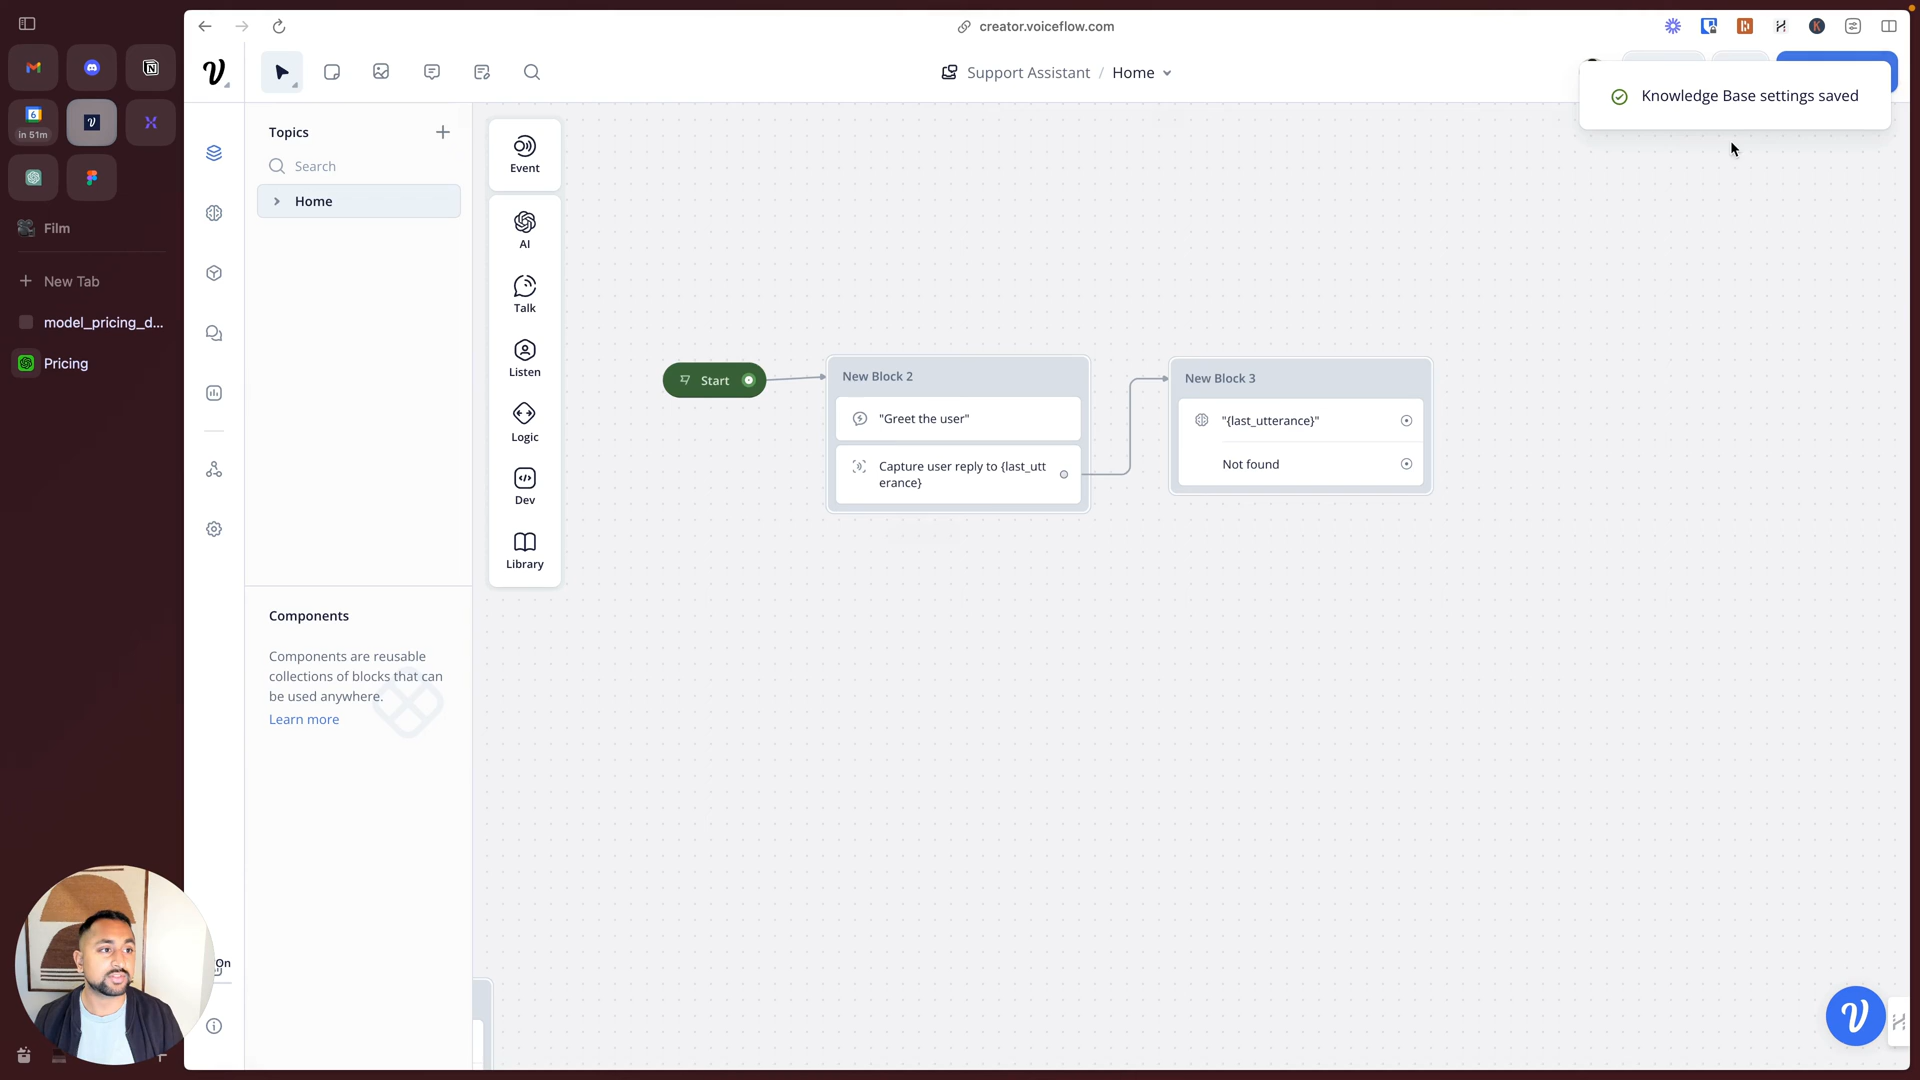 creator.voiceflow.com
Support Assistant / Home
Knowledge Base settings saved
6
in 51m
Film
New Tab
model_pricing_d...
Pricing
Topics
Search
Home
Event
AI
Talk
Listen
Logic
Dev
Library
Start
New Block 2
"Greet the user"
Capture user reply to {last_utt
erance}
New Block 3
"{last_utterance}"
Not found
Components
Components are reusable
collections of blocks that can
be used anywhere.
Learn more
On